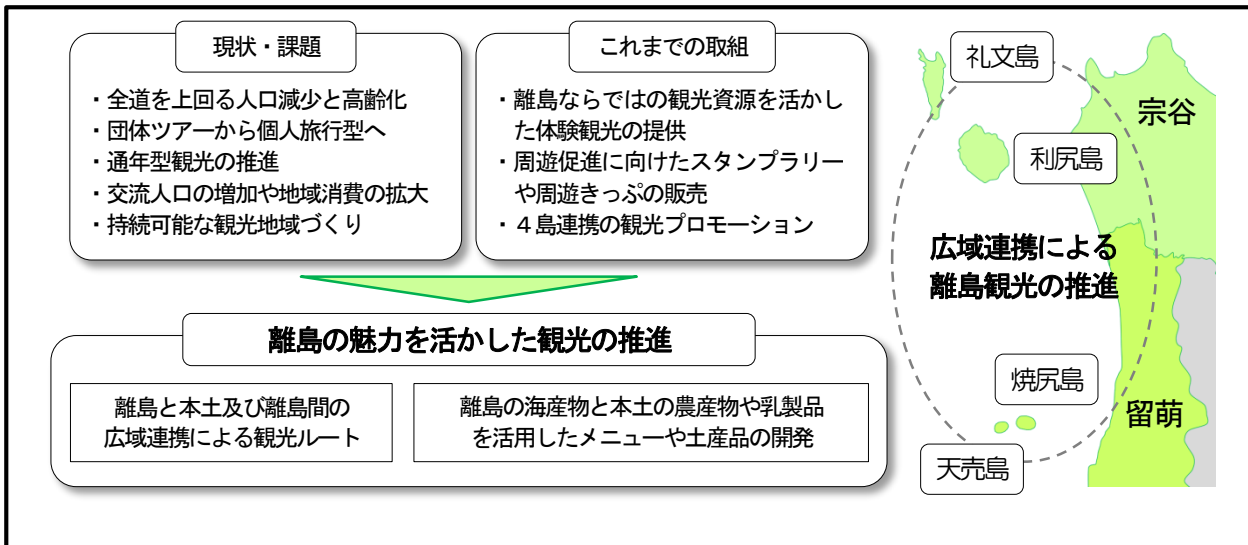 現状・課題
・全道を上回る人口減少と高齢化
・団体ツアーから個人旅行型へ
・通年型観光の推進
・交流人口の増加や地域消費の拡大
・持続可能な観光地域づくり
これまでの取組
・離島ならではの観光資源を活かし
た体験観光の提供
・周遊促進に向けたスタンプラリー
や周遊きっぷの販売
・４島連携の観光プロモーション
離島の魅力を活かした観光の推進
離島と本土及び離島間の
広域連携による観光ルート
離島の海産物と本土の農産物や乳製品
を活用したメニューや土産品の開発
礼文島
宗谷
利尻島
広域連携による
離島観光の推進
焼尻島
留萌
天売島